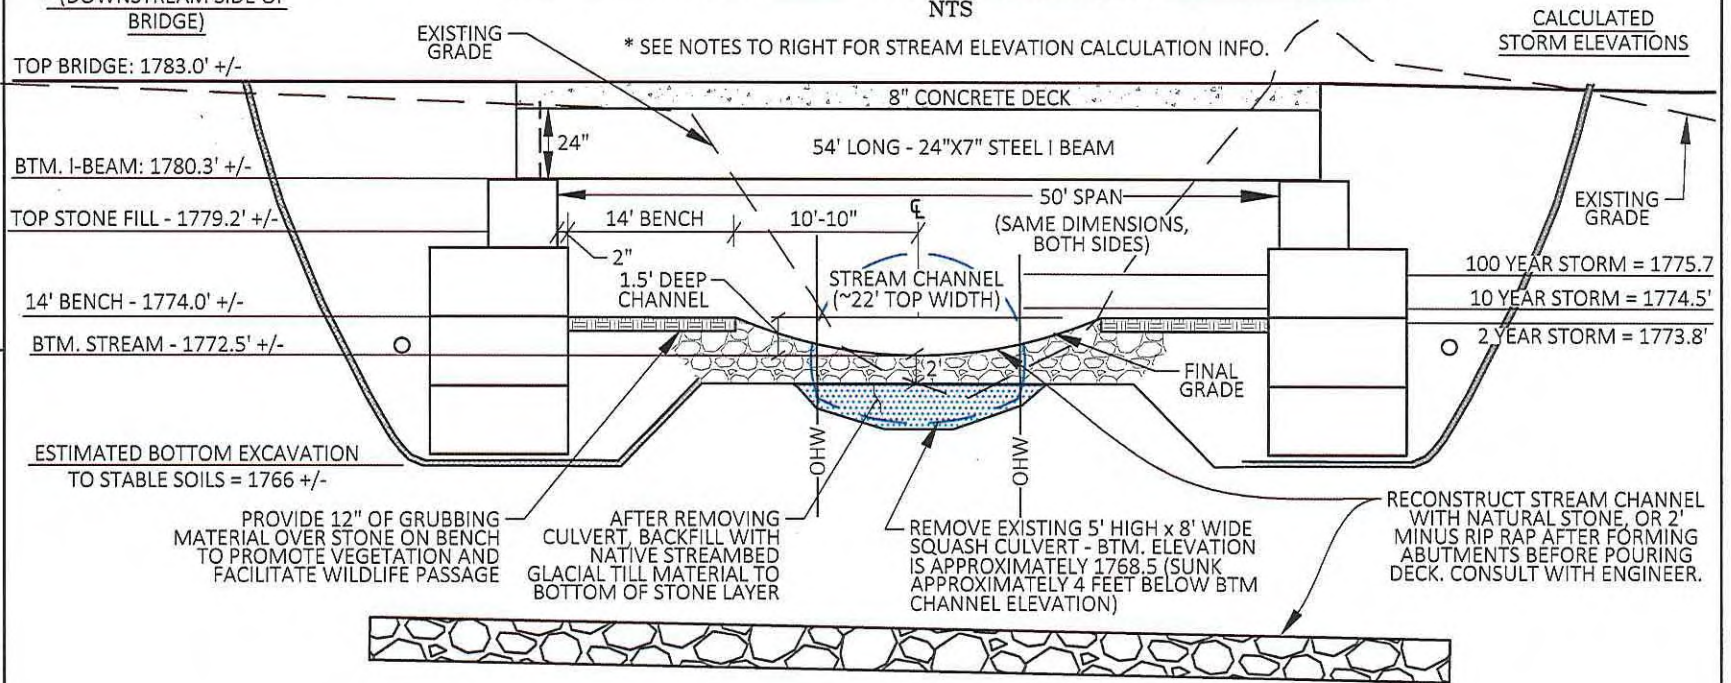 (DOWNSTREAM SIDE OF
BRIDGE)
NTS
* SEE NOTES TO RIGHT FOR STREAM ELEVATION CALCULATION INFO.
CALCULATED
STORM ELEVATIONS
EXISTING
GRADE
TOP BRIDGE: 1783.0' +/-
8" CONCRETE DECK
24"
54' LONG - 24"X7" STEEL I BEAM
BTM. I-BEAM: 1780.3' +/-
50' SPAN
(SAME DIMENSIONS,
BOTH SIDES)
EXISTING
GRADE
TOP STONE FILL - 1779.2' +/-
14' BENCH
10'-10"
℄
2"
1.5' DEEP
CHANNEL
STREAM CHANNEL
(~22' TOP WIDTH)
100 YEAR STORM = 1775.7
10 YEAR STORM = 1774.5'
2 YEAR STORM = 1773.8'
14' BENCH - 1774.0' +/-
BTM. STREAM - 1772.5' +/-
2'
FINAL
GRADE
OHW
OHW
ESTIMATED BOTTOM EXCAVATION
TO STABLE SOILS = 1766 +/-
PROVIDE 12" OF GRUBBING
MATERIAL OVER STONE ON BENCH
TO PROMOTE VEGETATION AND
FACILITATE WILDLIFE PASSAGE
AFTER REMOVING
CULVERT, BACKFILL WITH
NATIVE STREAMBED
GLACIAL TILL MATERIAL TO
BOTTOM OF STONE LAYER
REMOVE EXISTING 5' HIGH x 8' WIDE
SQUASH CULVERT - BTM. ELEVATION
IS APPROXIMATELY 1768.5 (SUNK
APPROXIMATELY 4 FEET BELOW BTM
CHANNEL ELEVATION)
RECONSTRUCT STREAM CHANNEL
WITH NATURAL STONE, OR 2'
MINUS RIP RAP AFTER FORMING
ABUTMENTS BEFORE POURING
DECK. CONSULT WITH ENGINEER.